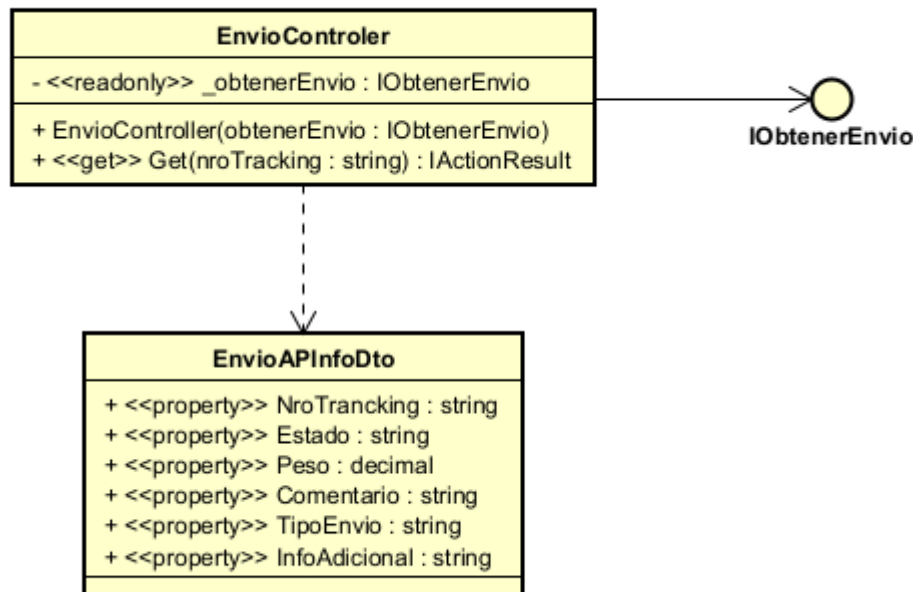 EnvioControler
- <<readonly>> _obtenerEnvio : IObtenerEnvio
+ EnvioController(obtenerEnvio : IObtenerEnvio)
+ <<get>> Get(nroTracking : string) : IActionResult
IObtenerEnvio
EnvioAPInfoDto
+ <<property>> NroTrancking : string
+ <<property>> Estado : string
+ <<property>> Peso : decimal
+ <<property>> Comentario : string
+ <<property>> TipoEnvio : string
+ <<property>> InfoAdicional : string